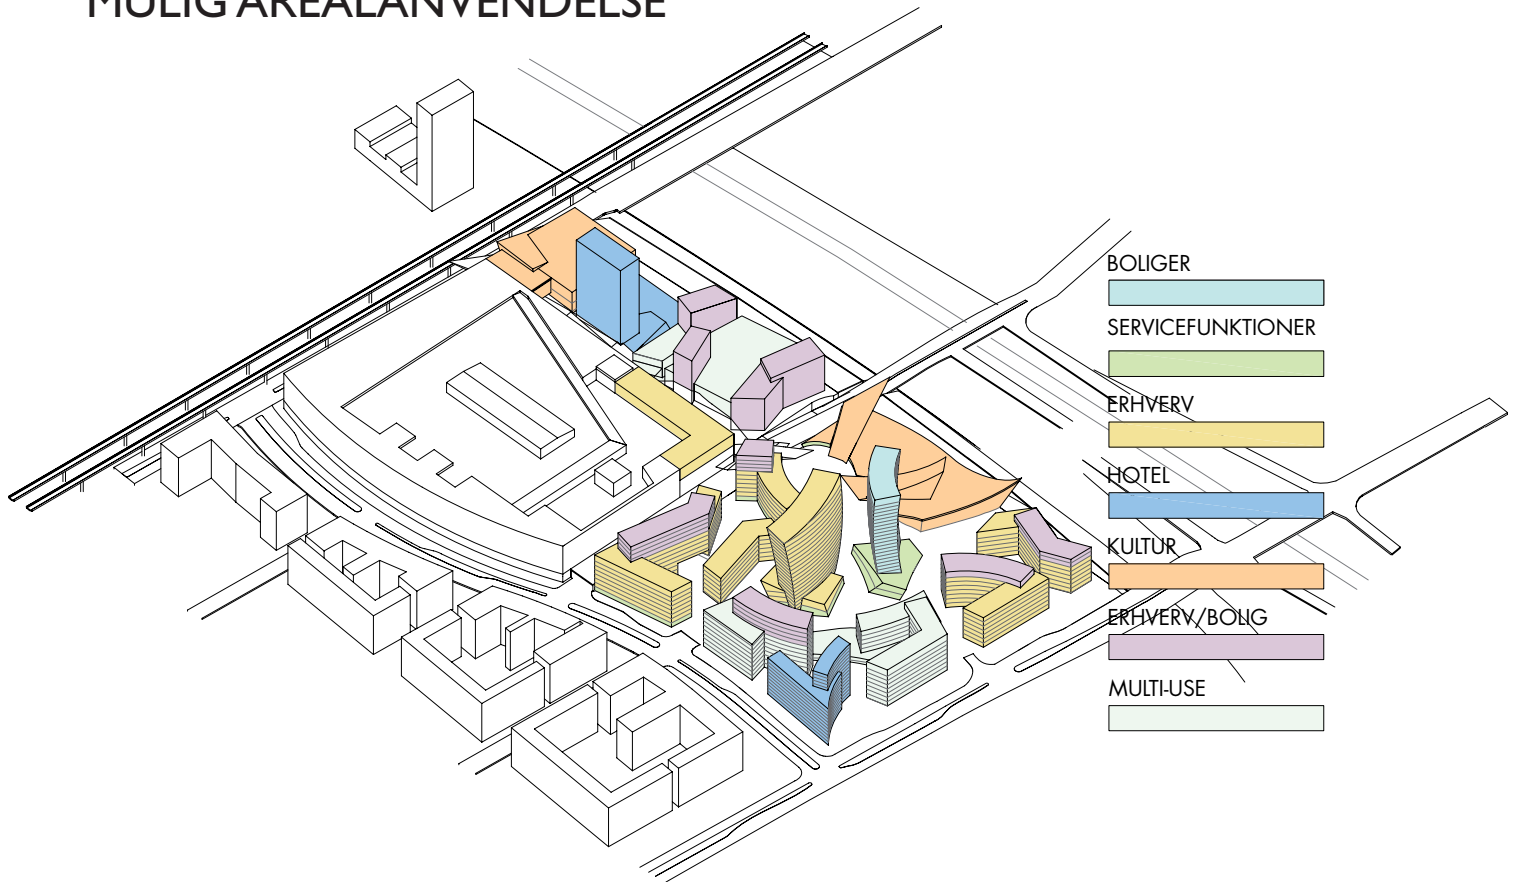 MULIG AREALANVENDELSE
BOLIGER
SERVICEFUNKTIONER
ERHVERV
HOTEL
KULTUR
ERHVERV/BOLIG
MULTI-USE